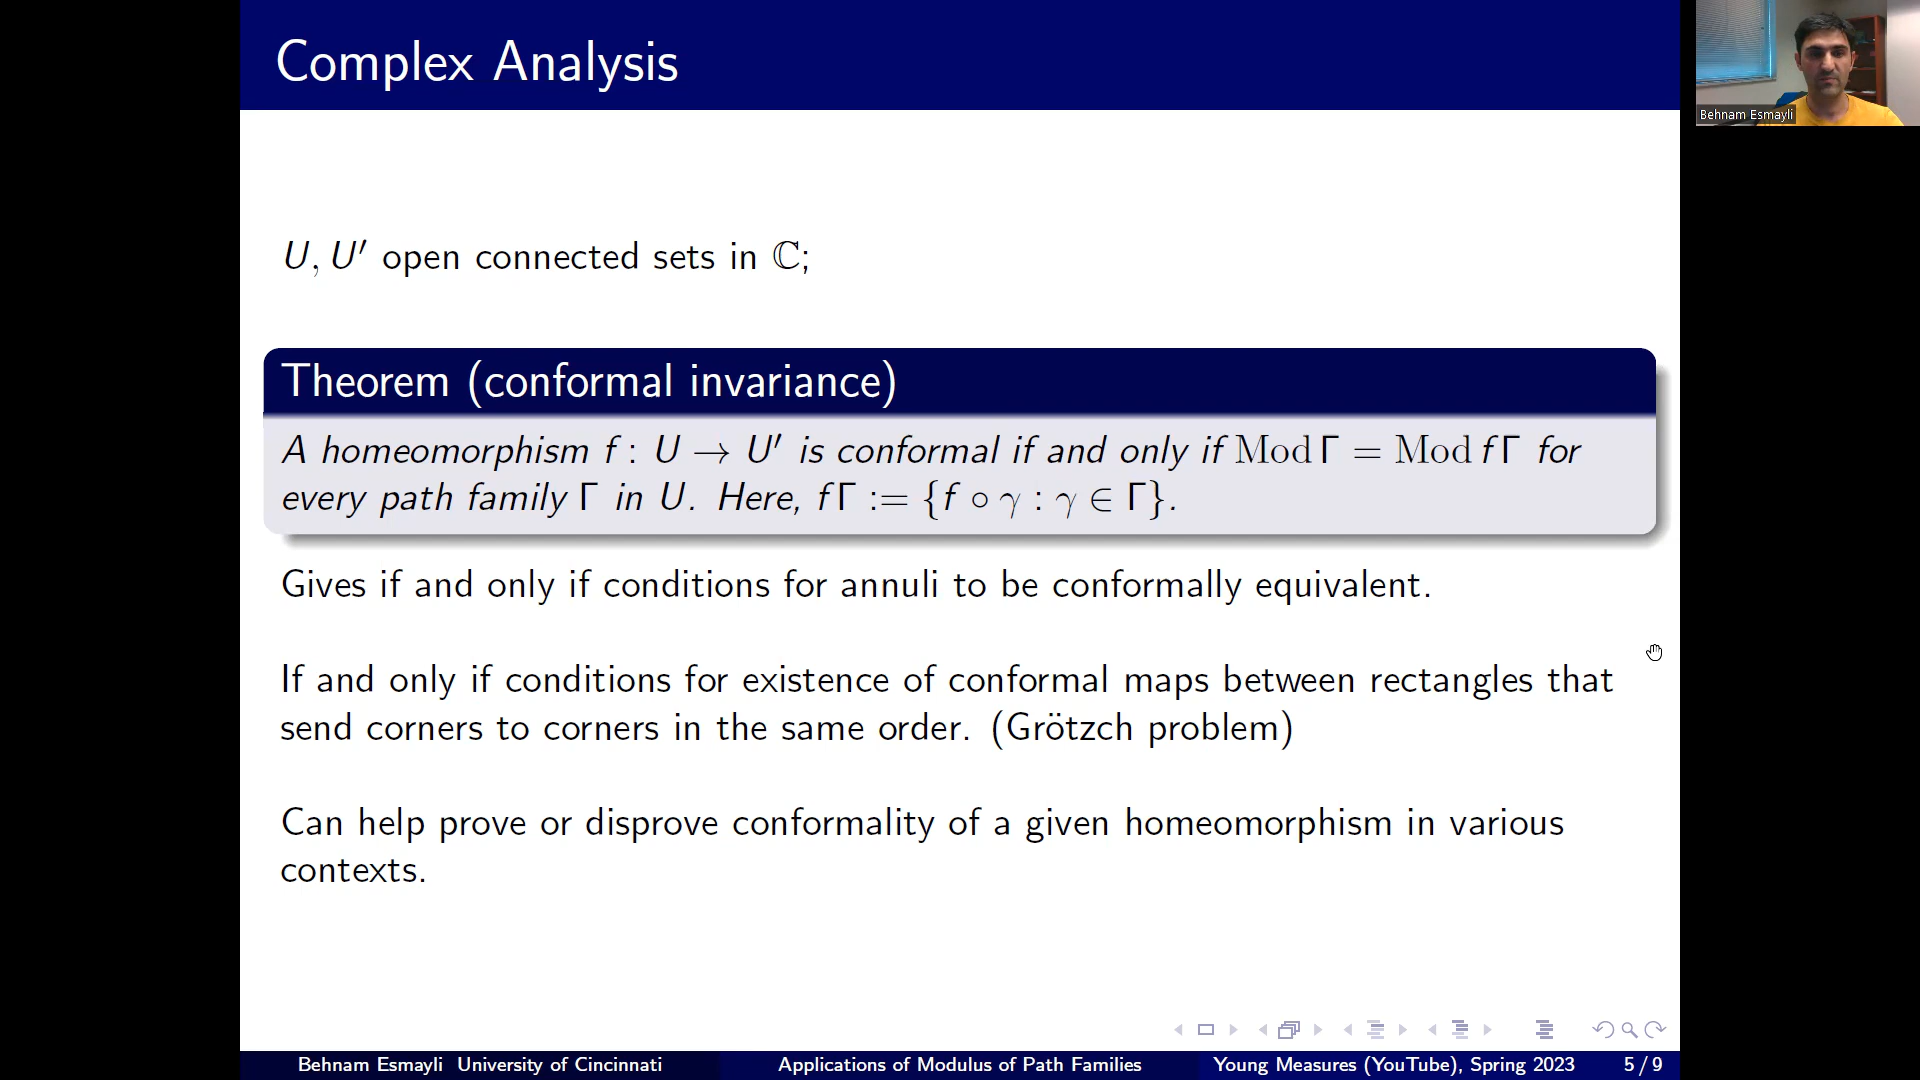 Complex Analysis
Behnam Esmayli
U, U′ open connected sets in ℂ;
Theorem (conformal invariance)
A homeomorphism f : U → U′ is conformal if and only if Mod Γ = Mod f Γ for
every path family Γ in U. Here, f Γ := {f ∘ γ : γ ∈ Γ}.
Gives if and only if conditions for annuli to be conformally equivalent.
If and only if conditions for existence of conformal maps between rectangles that
send corners to corners in the same order. (Grötzch problem)
Can help prove or disprove conformality of a given homeomorphism in various
contexts.
Behnam Esmayli University of Cincinnati Applications of Modulus of Path Families Young Measures (YouTube), Spring 2023 5 / 9